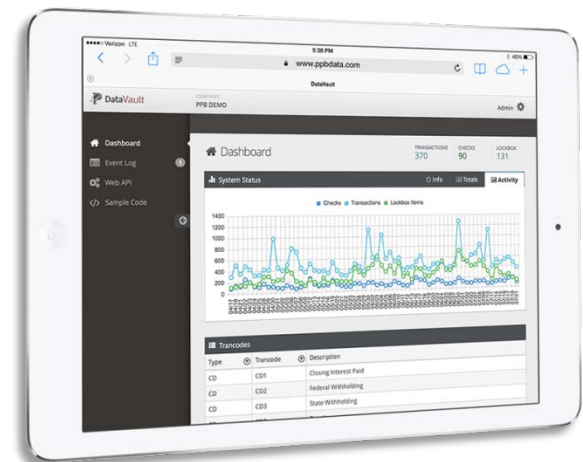 Verizon LTE
5:38 PM
40%
www.ppbdata.com
DataVault
DataVault
COMPANY:
PPB DEMO
Admin
Dashboard
Event Log
1
Web API
Sample Code
Dashboard
TRANSACTIONS
370
CHECKS
90
LOCKBOX
131
System Status
Info
Totals
Activity
Checks
Transactions
Lockbox Items
1400
1200
1000
800
600
400
200
0
Trancodes
Type
Trancode
Description
CD
CD1
Closing Interest Paid
CD
CD2
Federal Withholding
CD
CD3
State Withholding